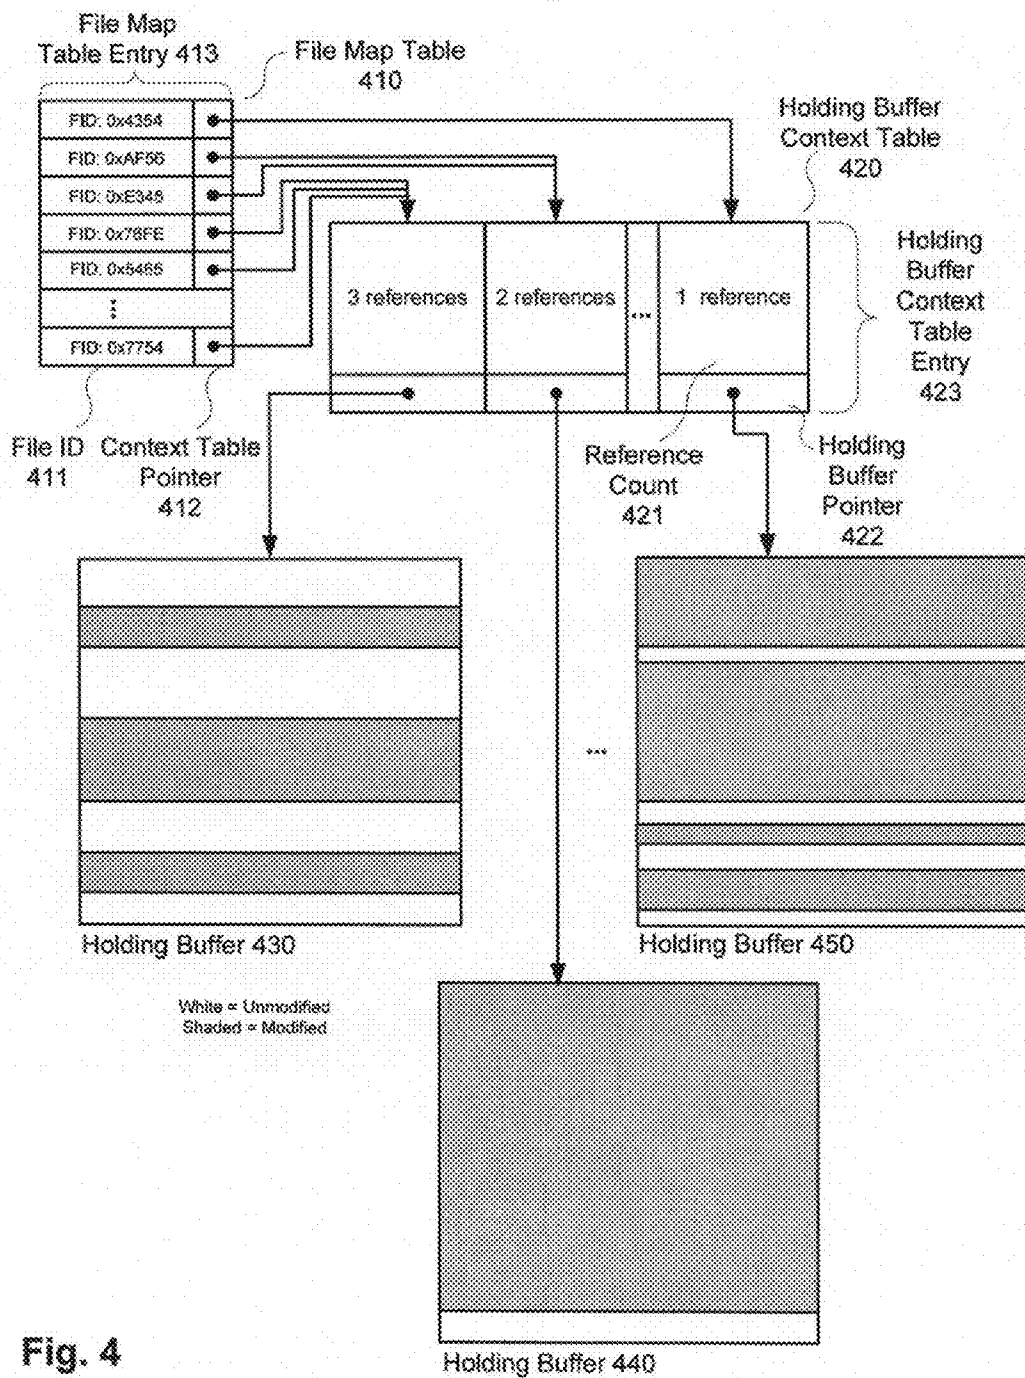 File Map
Table Entry 413
File Map Table
410
Holding Buffer
Context Table
420
FID: 0x4354
FID: 0xAF56
FID: 0xE345
FID: 0x76FE
FID: 0x5455
⋮
FID: 0x7754
3 references
2 references
...
1 reference
Holding
Buffer
Context
Table
Entry
423
File ID
411
Context Table
Pointer
412
Reference
Count
421
Holding
Buffer
Pointer
422
...
Holding Buffer 430
Holding Buffer 450
White = Unmodified
Shaded = Modified
Holding Buffer 440
Fig. 4